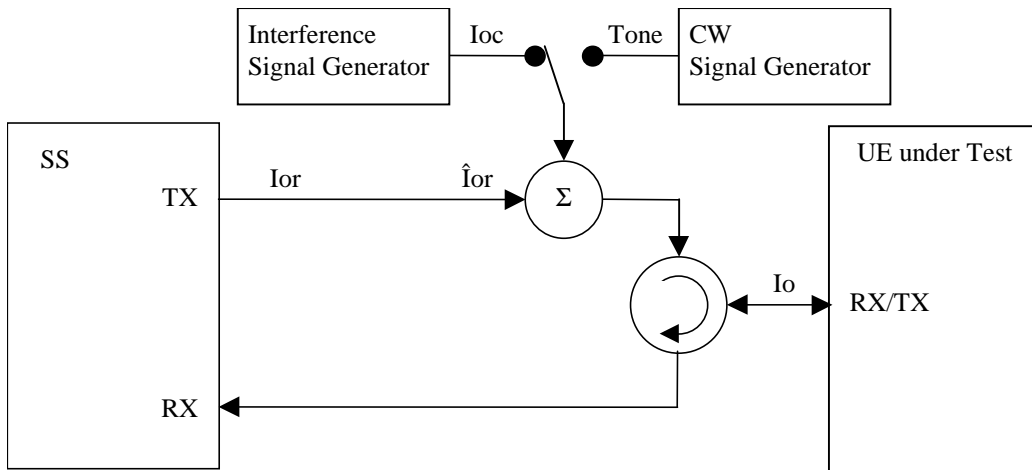 Interference
Signal Generator
Ioc
Tone
CW
Signal Generator
SS
UE under Test
TX
Ior
Îor
Σ
Io
RX/TX
RX